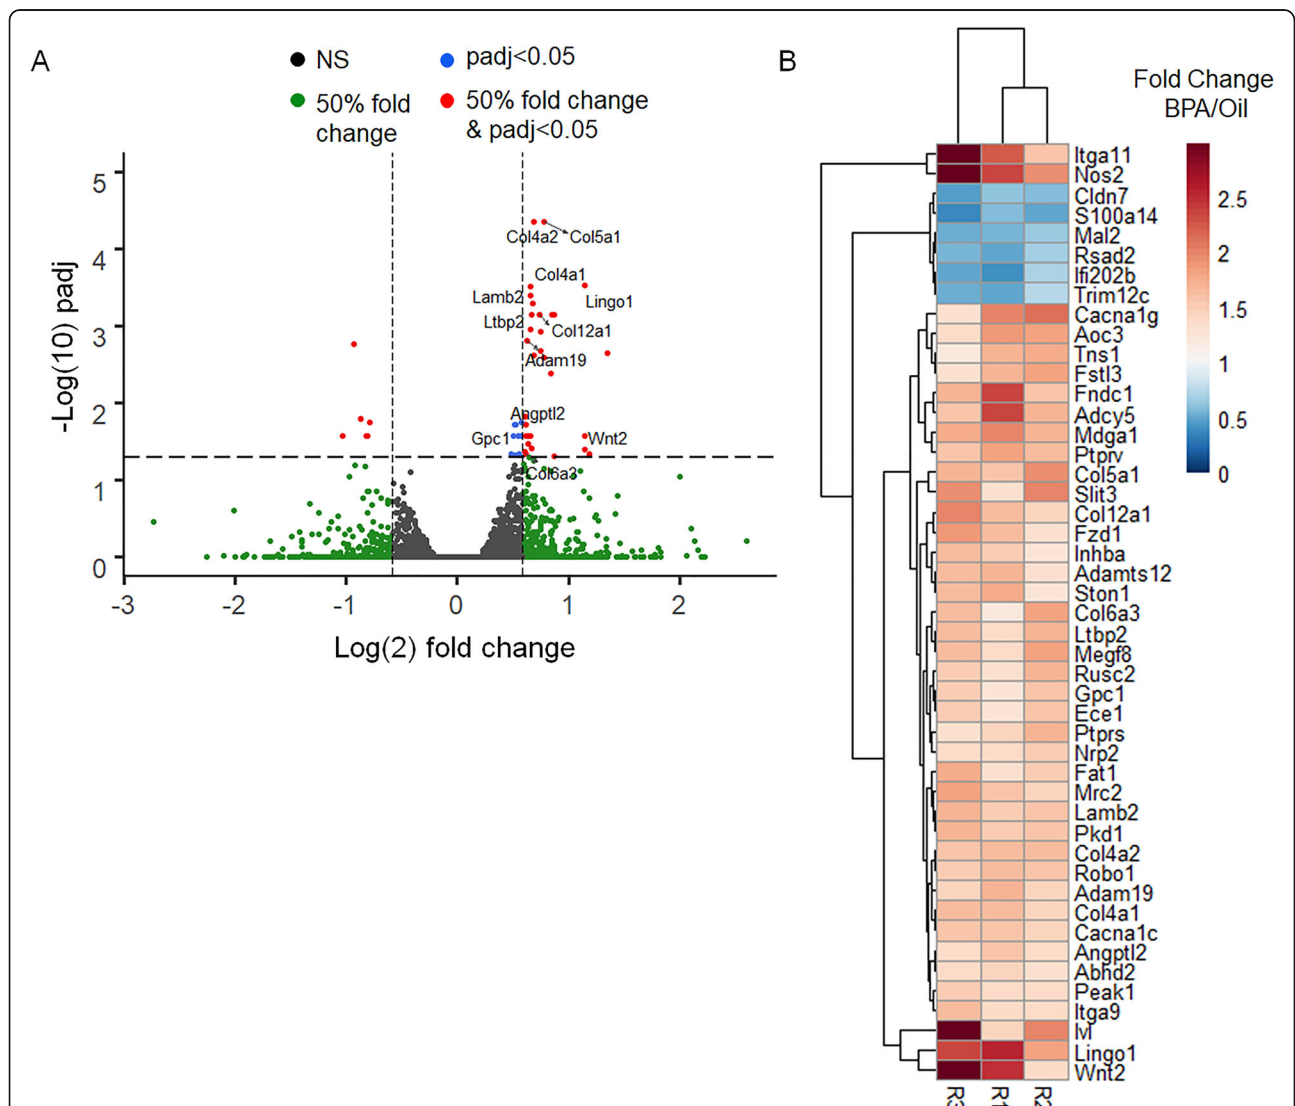 A
NS
padj<0.05
50% fold
change
50% fold change
& padj<0.05
-Log(10) padj
5
4
3
2
1
0
Col4a2
Col5a1
Col4a1
Lamb2
Lingo1
Ltbp2
Col12a1
Adam19
Angptl2
Gpc1
Wnt2
Col6a3
-3
-2
-1
0
1
2
Log(2) fold change
B
Fold Change
BPA/Oil
2.5
2
1.5
1
0.5
0
Itga11
Nos2
Cldn7
S100a14
Mal2
Rsad2
Ifi202b
Trim12c
Cacna1g
Aoc3
Tns1
Fstl3
Fndc1
Adcy5
Mdga1
Ptprv
Col5a1
Slit3
Col12a1
Fzd1
Inhba
Adamts12
Ston1
Col6a3
Ltbp2
Megf8
Rusc2
Gpc1
Ece1
Ptprs
Nrp2
Fat1
Mrc2
Lamb2
Pkd1
Col4a2
Robo1
Adam19
Col4a1
Cacna1c
Angptl2
Abhd2
Peak1
Itga9
Ivl
Lingo1
Wnt2
R3
R1
R2